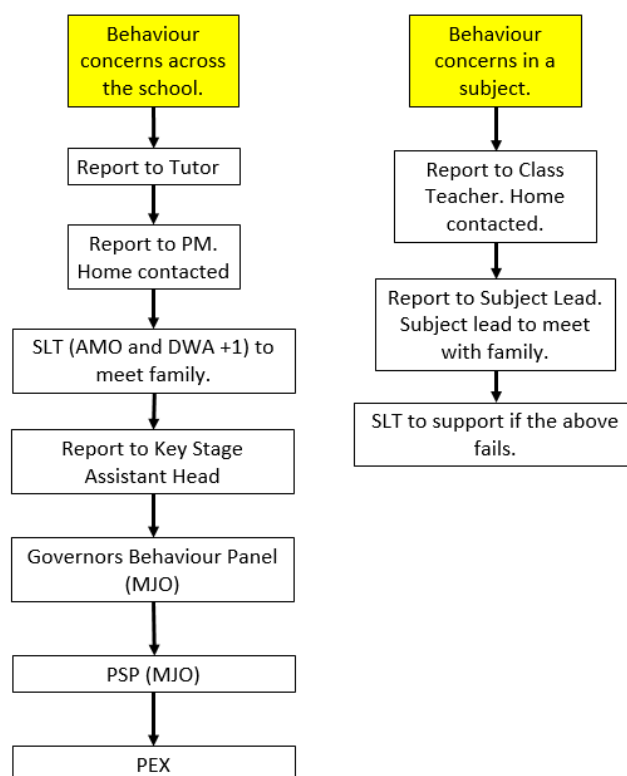 Behaviour
concerns across
the school.
Report to Tutor
Report to PM.
Home contacted
SLT (AMO and DWA +1) to
meet family.
Report to Key Stage
Assistant Head
Governors Behaviour Panel
(MJO)
PSP (MJO)
PEX
Behaviour
concerns in a
subject.
Report to Class
Teacher. Home
contacted.
Report to Subject Lead.
Subject lead to meet
with family.
SLT to support if the above
fails.